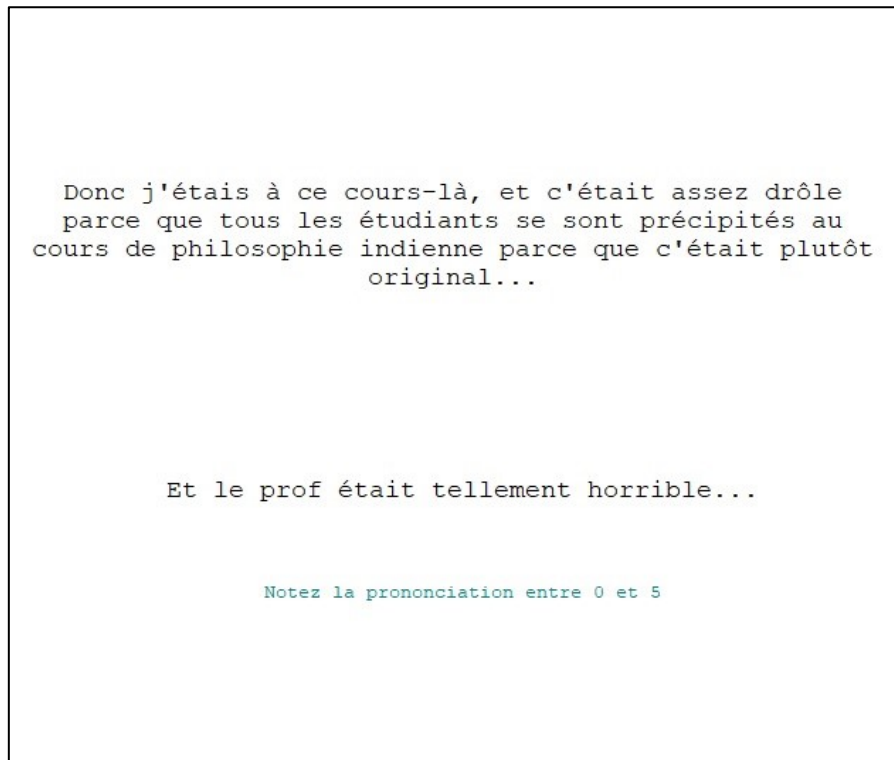 Donc j'étais à ce cours-là, et c'était assez drôle
parce que tous les étudiants se sont précipités au
cours de philosophie indienne parce que c'était plutôt
original...
Et le prof était tellement horrible...
Notez la prononciation entre 0 et 5